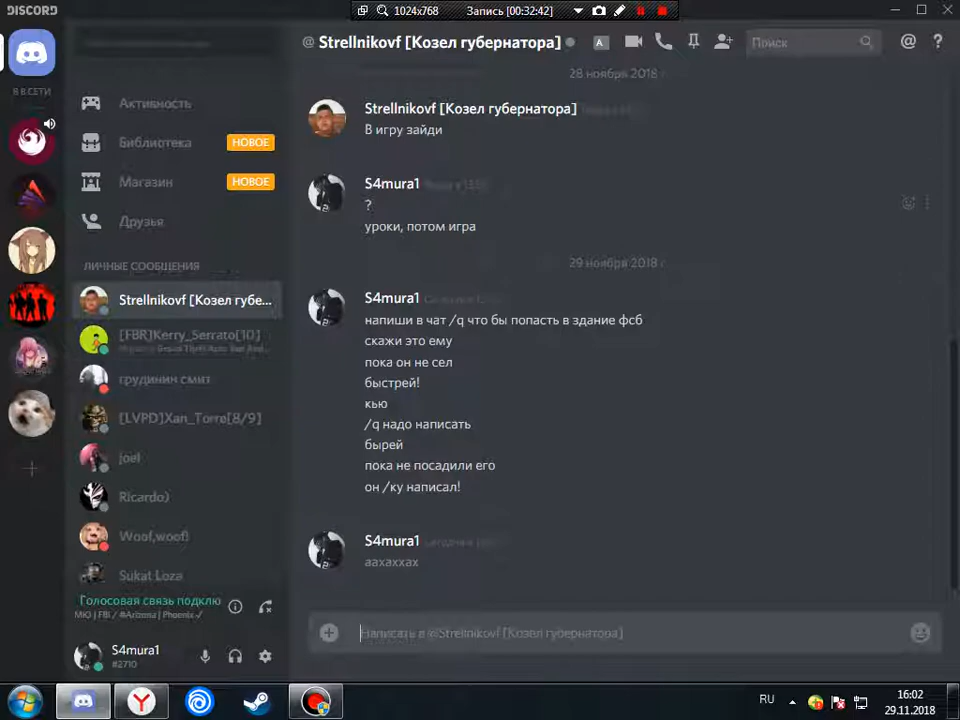 DISCORD
1024x768
Запись [00:32:42]
Strellnikovf [Козел губернатора]
Поиск
8 В СЕТИ
Активность
Библиотека
НОВОЕ
Магазин
НОВОЕ
Друзья
ЛИЧНЫЕ СООБЩЕНИЯ
Strellnikovf [Козел губе...
[FBR]Kerry_Serrato[10]
грудинин смит
[LVPD]Xan_Torre[8/9]
joel
Ricardo)
Woof,woof!
Sukat Loza
Голосовая связь подклю
МЮ | FBI / #Arizona | Phoenix
S4mura1
#2710
28 ноября 2018 г.
Strellnikovf [Козел губернатора]
В игру зайди
S4mura1
?
уроки, потом игра
29 ноября 2018 г.
S4mura1
напиши в чат /q что бы попасть в здание фсб
скажи это ему
пока он не сел
быстрей!
кью
/q надо написать
бырей
пока не посадили его
он /ку написал!
S4mura1
аахаххах
Написать в @Strellnikovf [Козел губернатора]
RU
16:02
29.11.2018